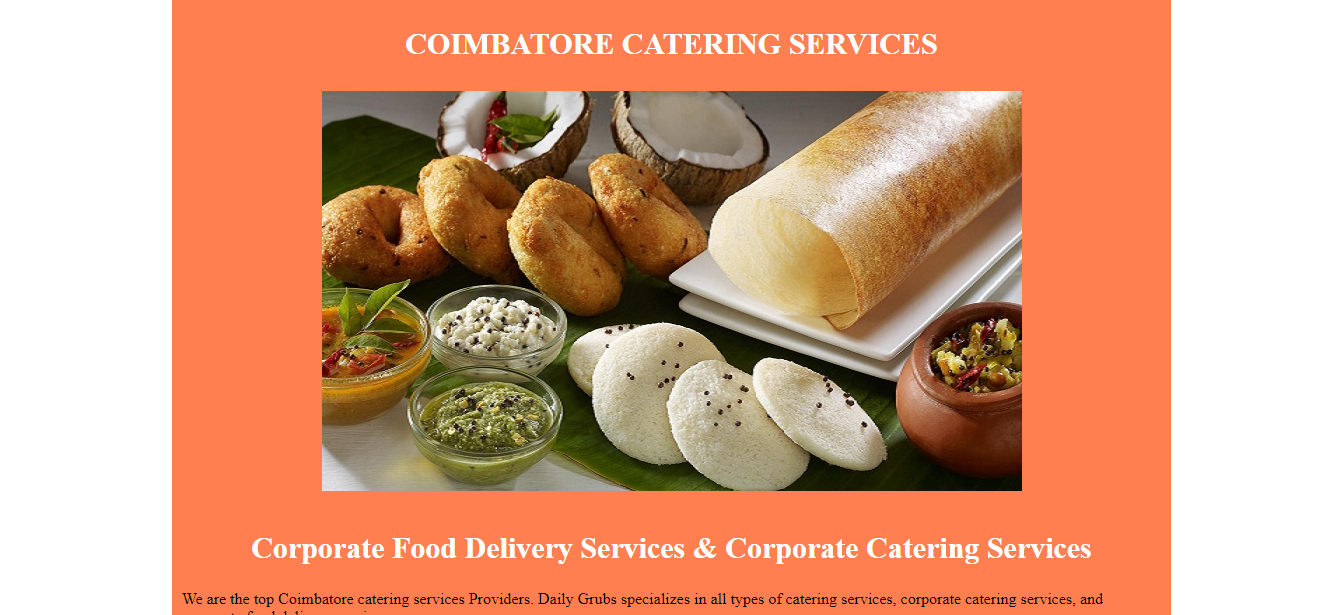 COIMBATORE CATERING SERVICES
Corporate Food Delivery Services & Corporate Catering Services
We are the top Coimbatore catering services Providers. Daily Grubs specializes in all types of catering services, corporate catering services, and